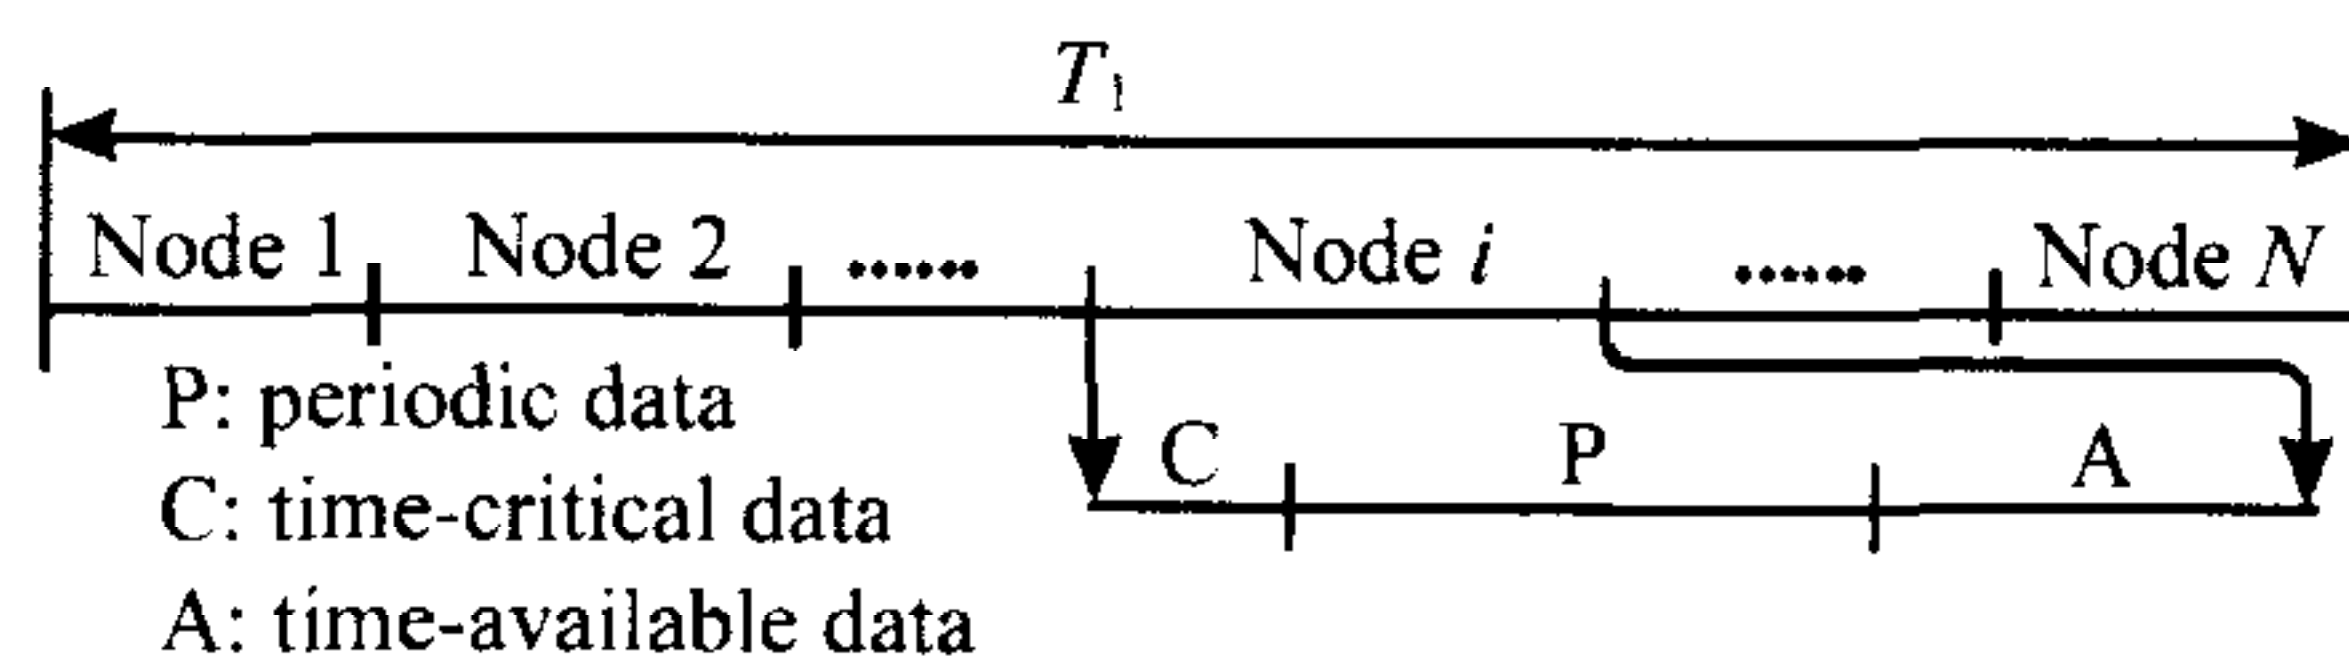 T1
Node 1 Node 2 ...... Node i ...... Node N
P: periodic data
C P A
C: time-critical data
A: time-available data